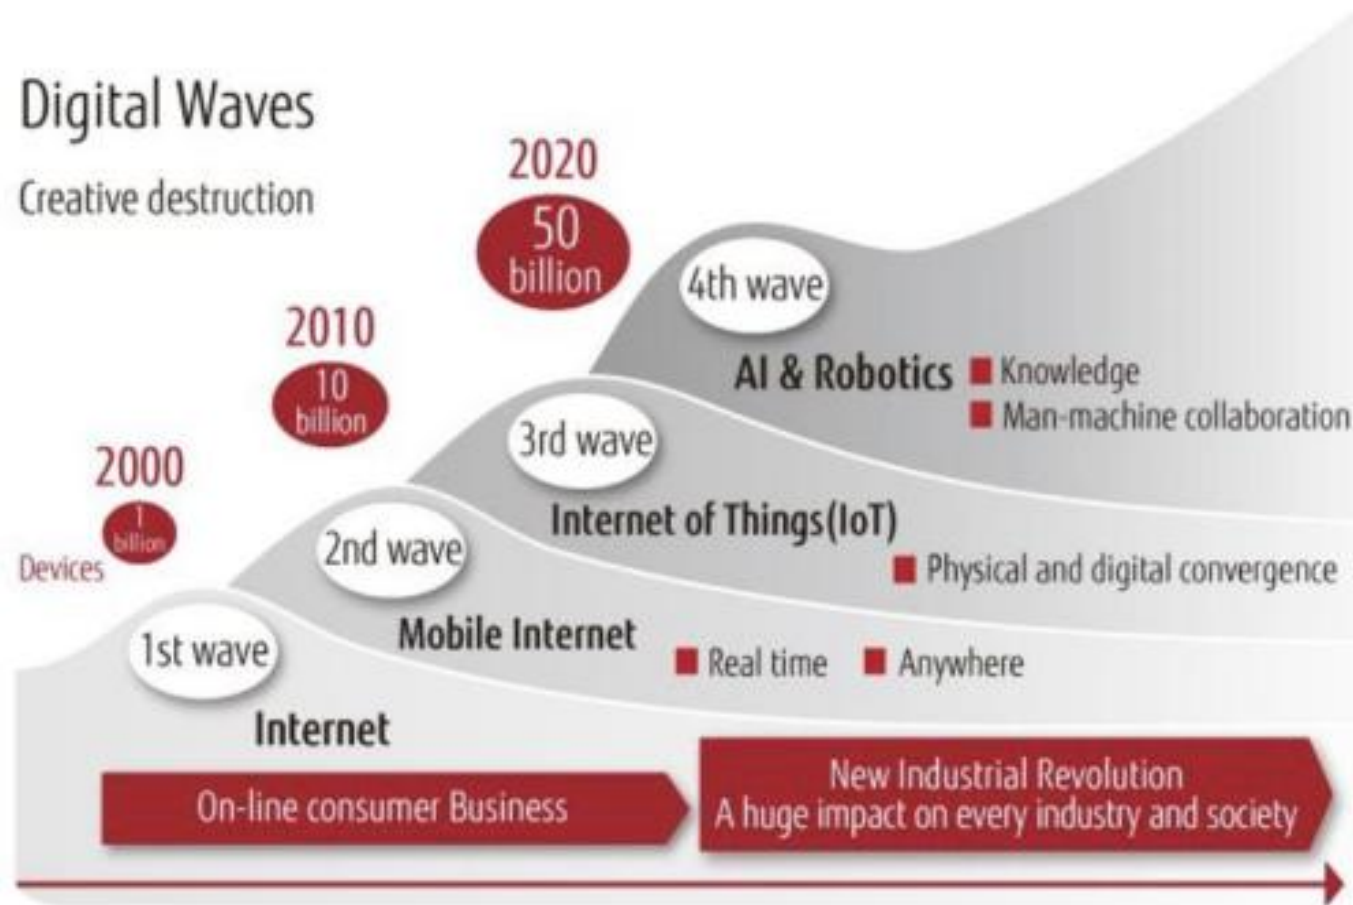 Digital Waves
Creative destruction
2020
50
billion
4th wave
2010
10
billion
AI & Robotics
Knowledge
Man-machine collaboration
3rd wave
2000
1
billion
Devices
Internet of Things(IoT)
Physical and digital convergence
2nd wave
Mobile Internet
Real time
Anywhere
1st wave
Internet
On-line consumer Business
New Industrial Revolution
A huge impact on every industry and society